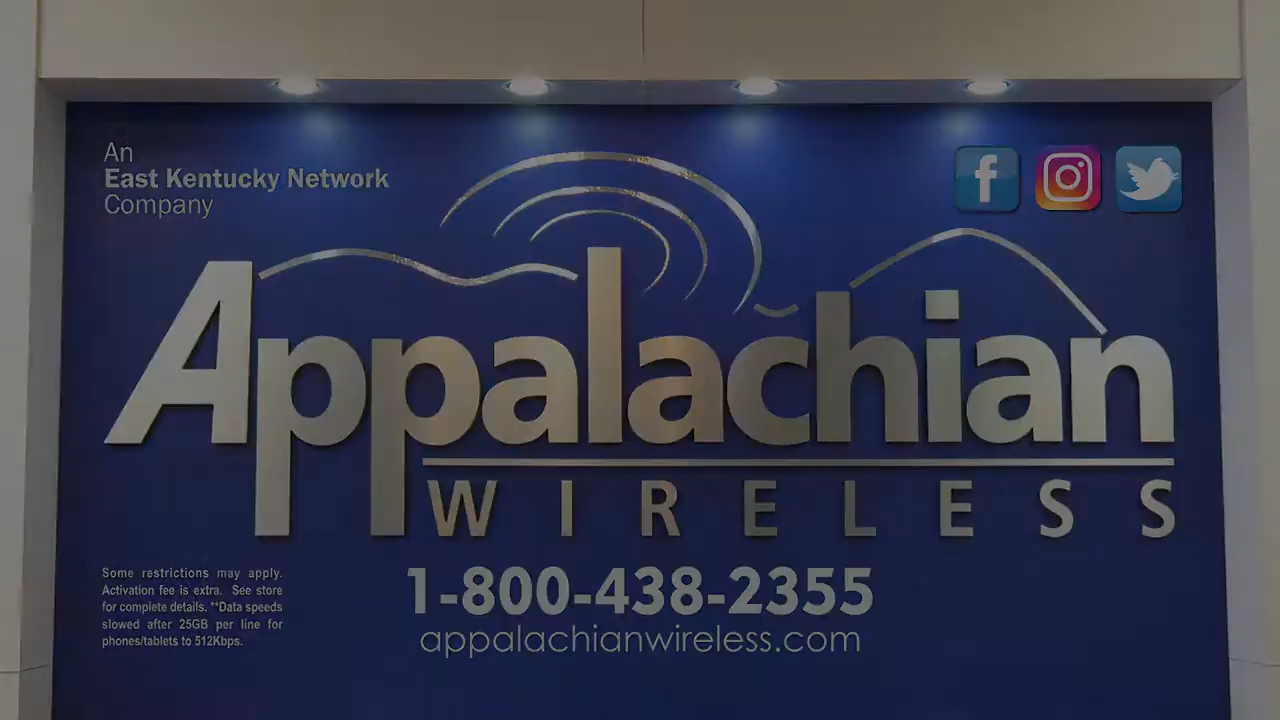 An
East Kentucky Network
Company
Appalachian
WIRELESS
Some restrictions may apply.
Activation fee is extra. See store
for complete details. **Data speeds
slowed after 25GB per line for
phones/tablets to 512Kbps.
1-800-438-2355
appalachianwireless.com